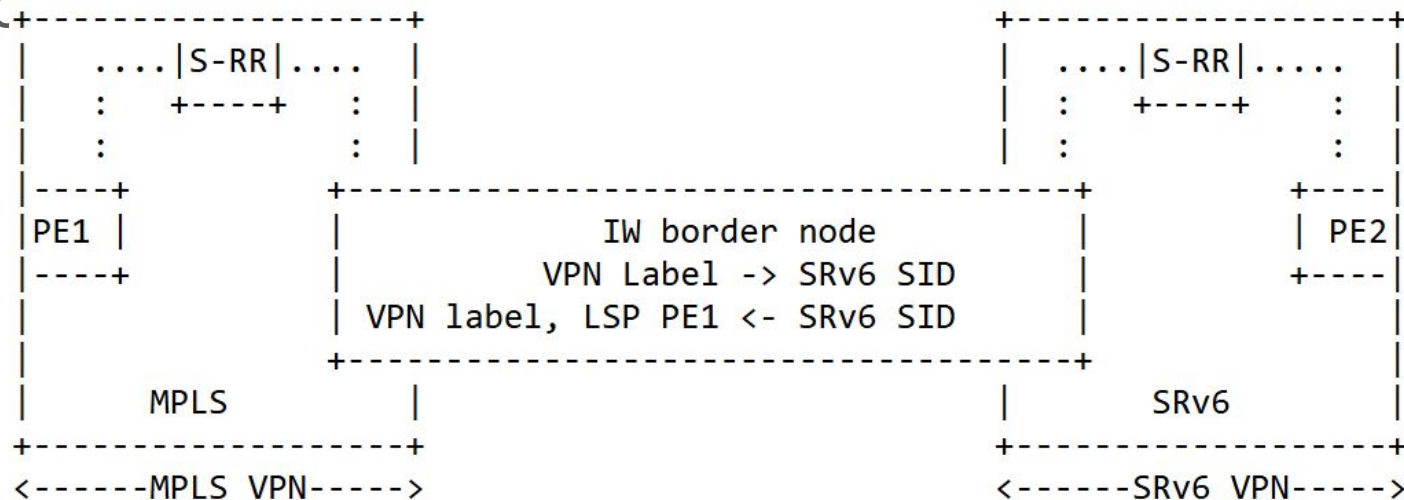 ....|S-RR|.... ....|S-RR|.....
PE1 IW border node PE2
VPN Label -> SRv6 SID
VPN label, LSP PE1 <- SRv6 SID
MPLS SRv6
<------MPLS VPN-----> <------SRv6 VPN----->